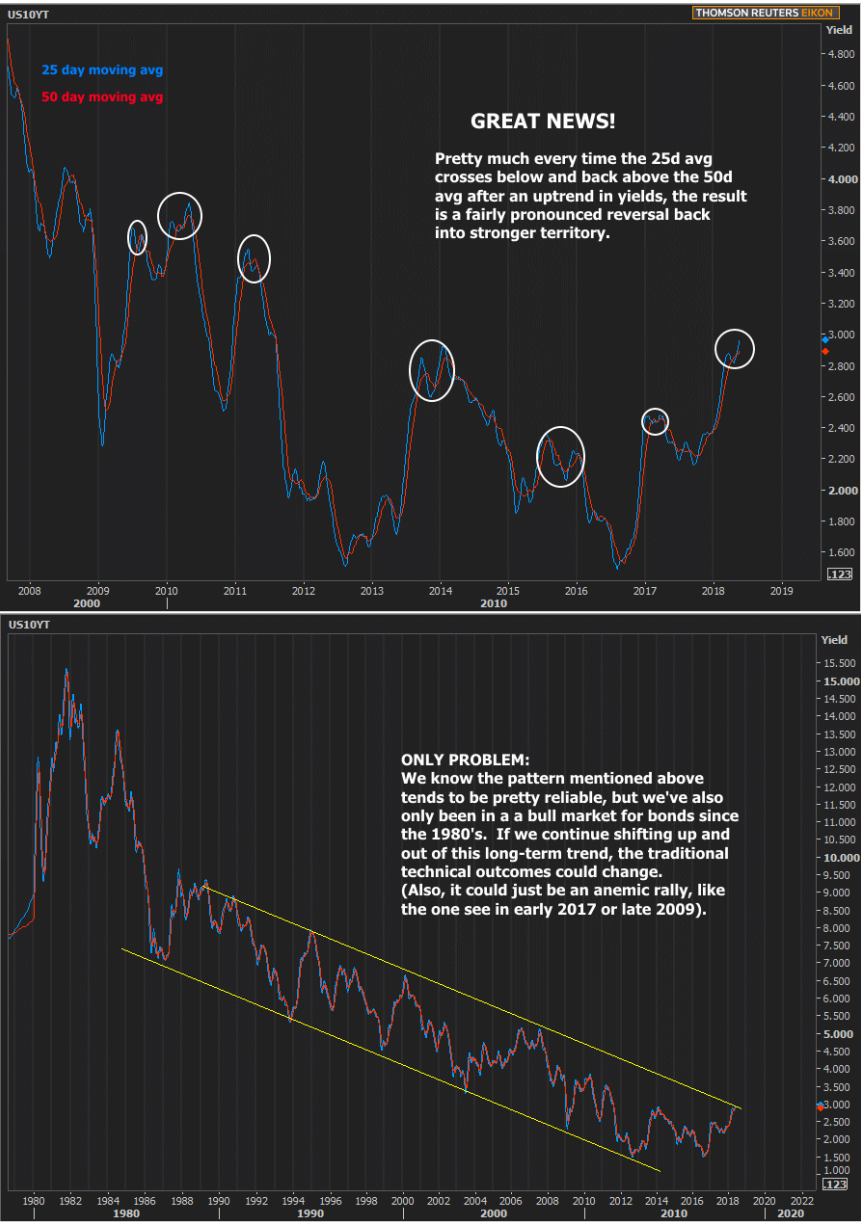 US10YT
THOMSON REUTERS EIKON
Yield
25 day moving avg
50 day moving avg
GREAT NEWS!
Pretty much every time the 25d avg
crosses below and back above the 50d
avg after an uptrend in yields, the result
is a fairly pronounced reversal back
into stronger territory.
4.800
4.600
4.400
4.200
4.000
3.800
3.600
3.400
3.200
3.000
2.800
2.600
2.400
2.200
2.000
1.800
1.600
.123
2008 2009 2010 2011 2012 2013 2014 2015 2016 2017 2018 2019
2000 2010
US10YT
Yield
ONLY PROBLEM:
We know the pattern mentioned above
tends to be pretty reliable, but we've also
only been in a a bull market for bonds since
the 1980's. If we continue shifting up and
out of this long-term trend, the traditional
technical outcomes could change.
(Also, it could just be an anemic rally, like
the one see in early 2017 or late 2009).
15.500
15.000
14.500
14.000
13.500
13.000
12.500
12.000
11.500
11.000
10.500
10.000
9.500
9.000
8.500
8.000
7.500
7.000
6.500
6.000
5.500
5.000
4.500
4.000
3.500
3.000
2.500
2.000
1.500
1.000
.123
1980 1982 1984 1986 1988 1990 1992 1994 1996 1998 2000 2002 2004 2006 2008 2010 2012 2014 2016 2018 2020 2022
1980 1990 2000 2010 2020